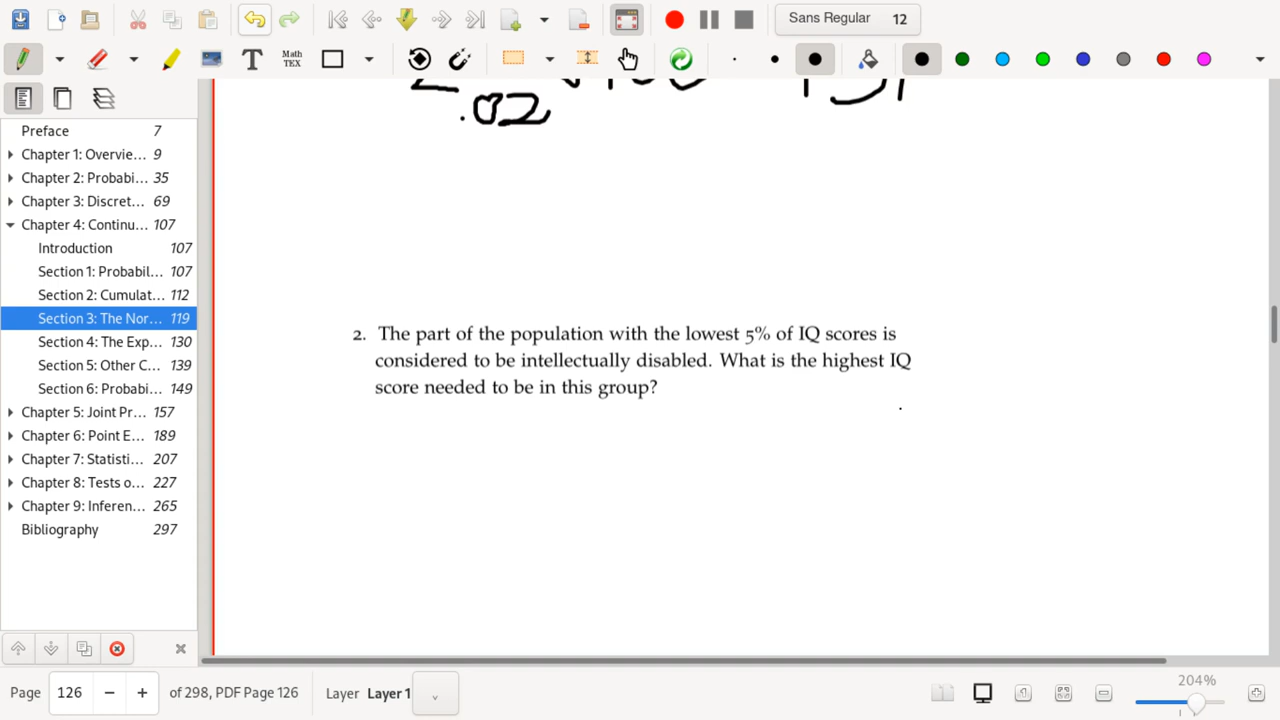 Sans Regular 12
Math
TEX
.02
Preface 7
Chapter 1: Overvie... 9
Chapter 2: Probabi... 35
Chapter 3: Discret... 69
Chapter 4: Continu... 107
Introduction 107
Section 1: Probabil... 107
Section 2: Cumulat... 112
Section 3: The Nor... 119
Section 4: The Exp... 130
Section 5: Other C... 139
Section 6: Probabi... 149
Chapter 5: Joint Pr... 157
Chapter 6: Point E... 189
Chapter 7: Statisti... 207
Chapter 8: Tests o... 227
Chapter 9: Inferen... 265
Bibliography 297
2. The part of the population with the lowest 5% of IQ scores is
considered to be intellectually disabled. What is the highest IQ
score needed to be in this group?
Page 126 of 298, PDF Page 126 Layer Layer 1 204%